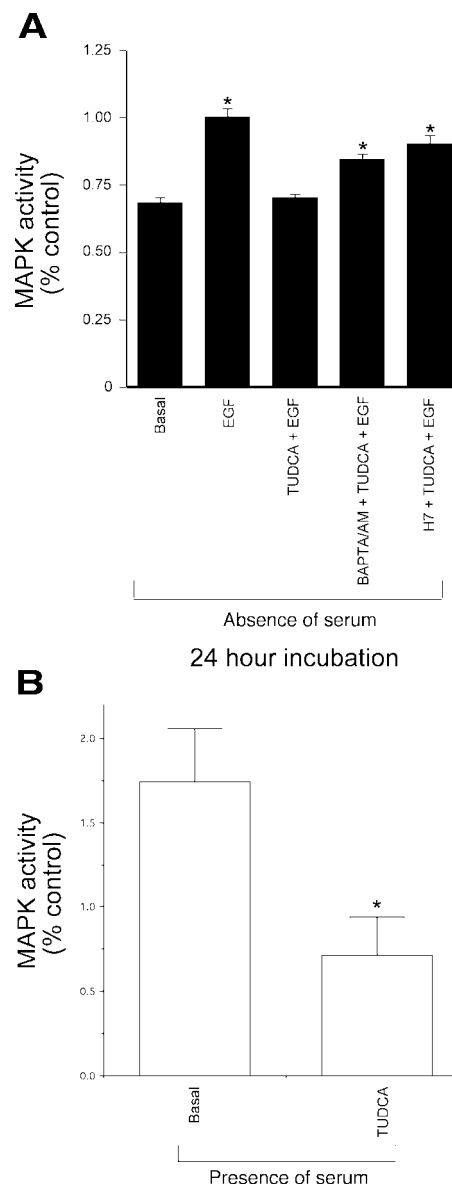 A
MAPK activity
(% control)
1.25
1.00
0.75
0.50
0.25
0
*
*
*
Basal
EGF
TUDCA + EGF
BAPTA/AM + TUDCA + EGF
H7 + TUDCA + EGF
Absence of serum
24 hour incubation
B
MAPK activity
(% control)
2.0
1.5
1.0
0.5
0.0
*
Basal
TUDCA
Presence of serum